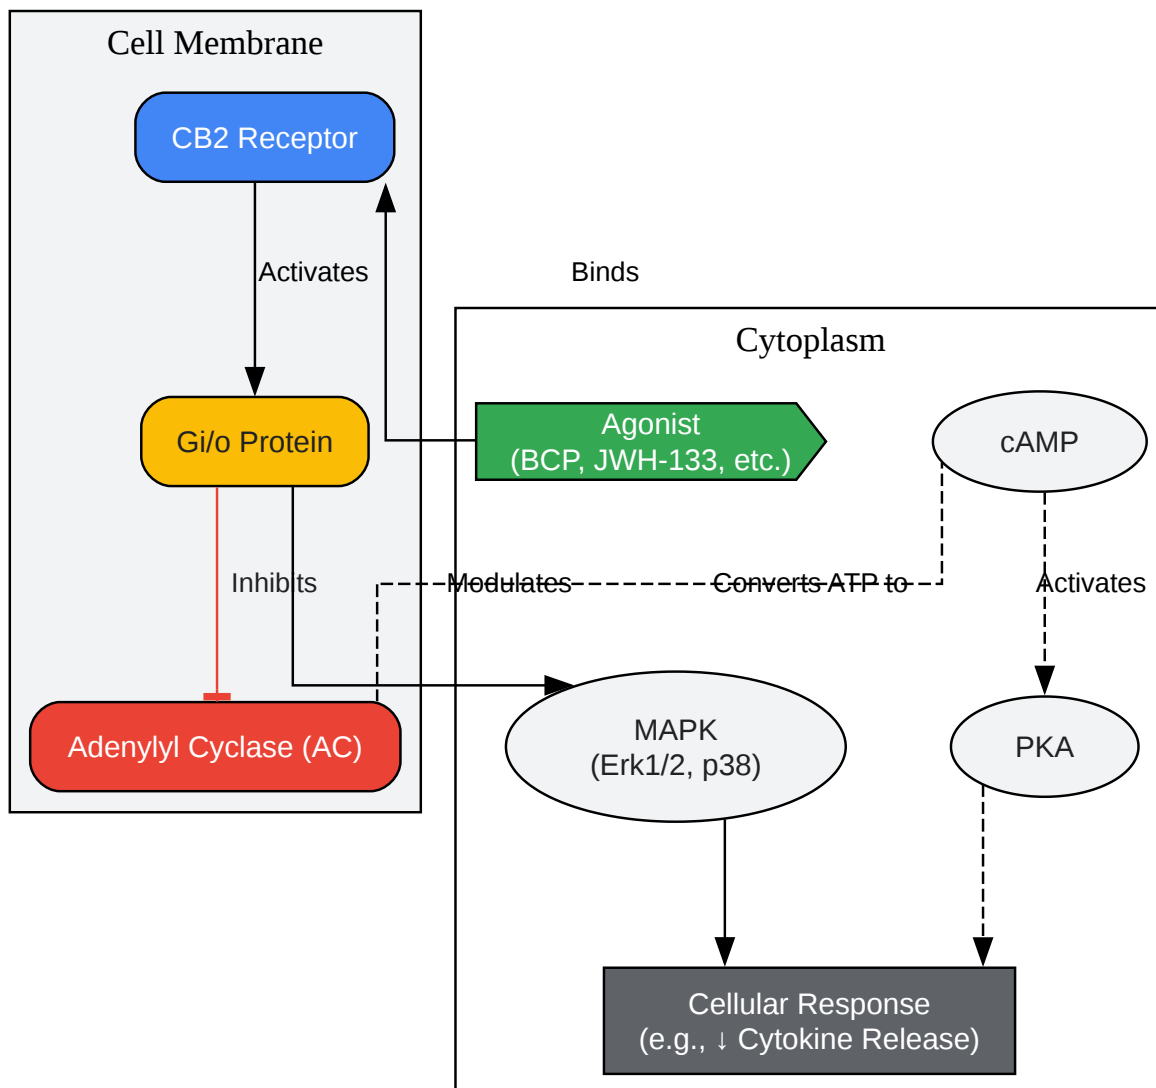 Cell Membrane
CB2 Receptor
Activates
Binds
Cytoplasm
Gi/o Protein
Agonist
(BCP, JWH-133, etc.)
cAMP
Inhibits
Modulates
Converts ATP to
Activates
Adenylyl Cyclase (AC)
MAPK
(Erk1/2, p38)
PKA
Cellular Response
(e.g., ↓ Cytokine Release)